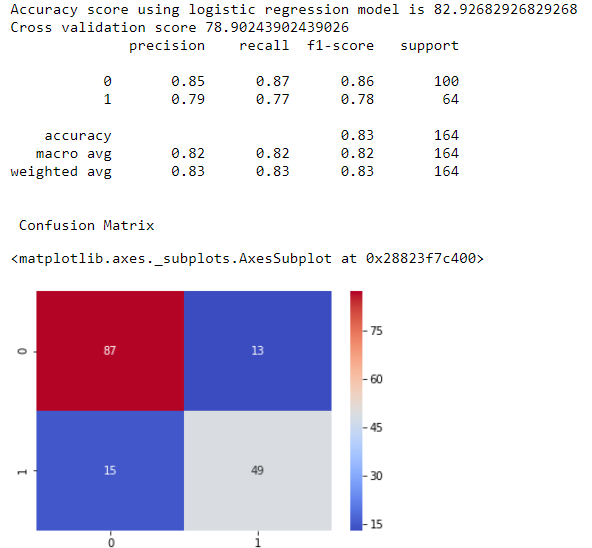 Accuracy score using logistic regression model is 82.92682926829268
Cross validation score 78.90243902439026
precision recall f1-score support
0 0.85 0.87 0.86 100
1 0.79 0.77 0.78 64
accuracy 0.83 164
macro avg 0.82 0.82 0.82 164
weighted avg 0.83 0.83 0.83 164
Confusion Matrix
<matplotlib.axes._subplots.AxesSubplot at 0x28823f7c400>
0 87 13
1 15 49
0 1
75
60
45
30
15